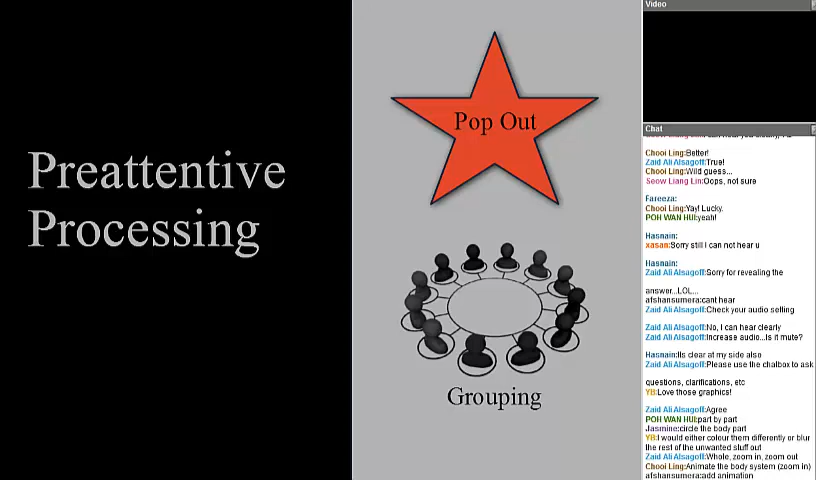 Preattentive
Processing
Pop Out
Grouping
Video
Chat
Chooi Ling:Better!
Zaid Ali Alsagoff:True!
Chooi Ling:Wild guess...
Seow Liang Lin:Oops, not sure
Fareeza:
Chooi Ling:Yay! Lucky.
POH WAN HUI:yeah!
Hasnain:
xasan:Sorry still I can not hear u
Hasnain:
Zaid Ali Alsagoff:Sorry for revealing the
answer...LOL...
afshansumera:cant hear
Zaid Ali Alsagoff:Check your audio setting
Zaid Ali Alsagoff:No, I can hear clearly
Zaid Ali Alsagoff:Increase audio...Is it mute?
Hasnain:Its clear at my side also
Zaid Ali Alsagoff:Please use the chatbox to ask
questions, clarifications, etc
YB:Love those graphics!
Zaid Ali Alsagoff:Agree
POH WAN HUI:part by part
Jasmine:circle the body part
YB:I would either colour them differently or blur
the rest of the unwanted stuff out
Zaid Ali Alsagoff:Whole, zoom in, zoom out
Chooi Ling:Animate the body system (zoom in)
afshansumera:add animation